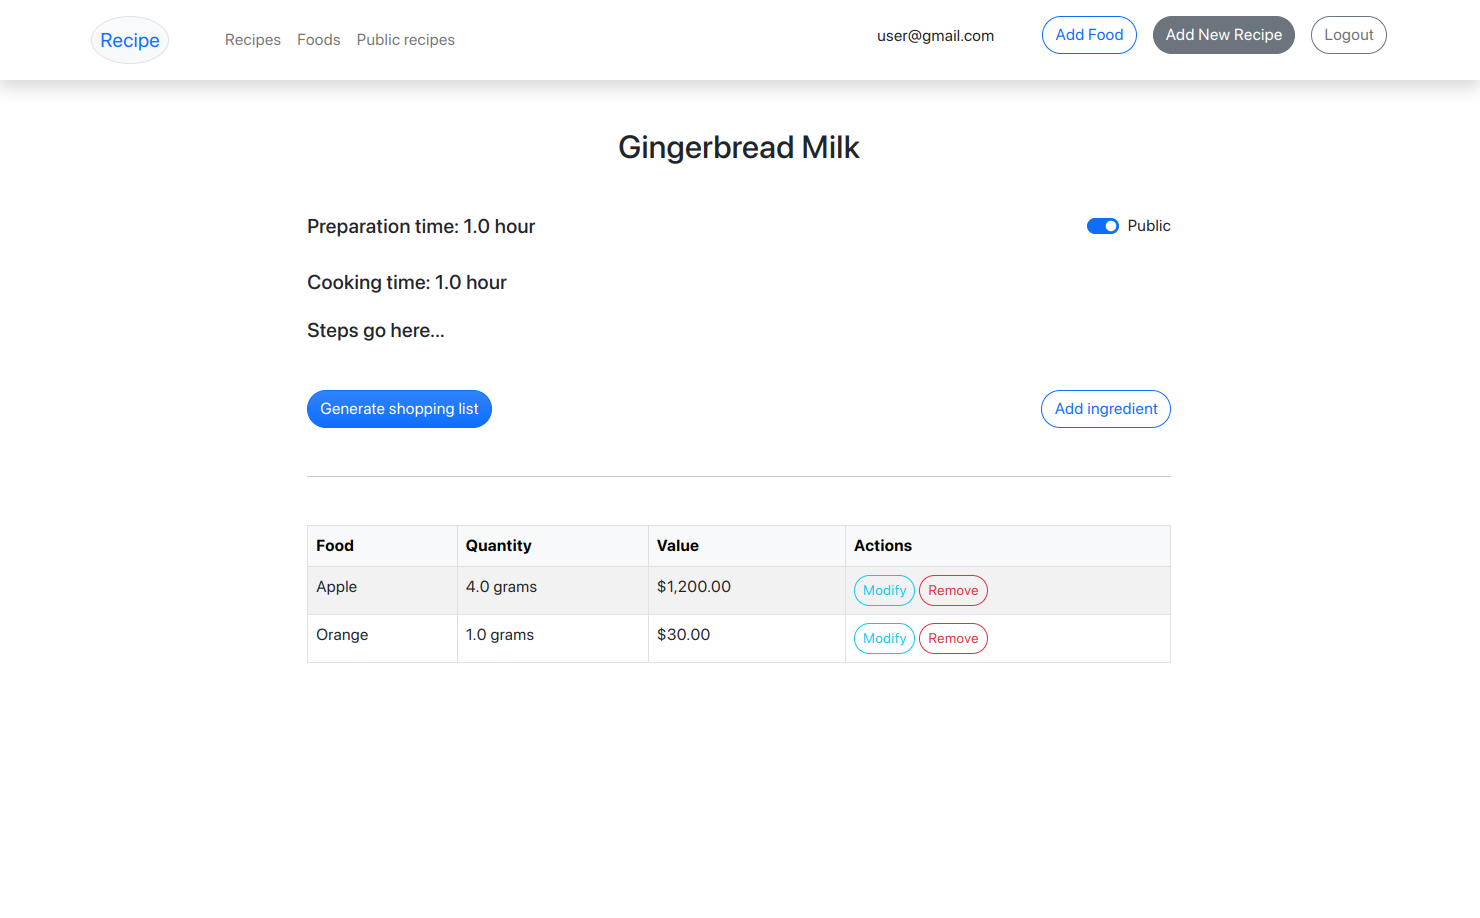 Recipe Recipes Foods Public recipes user@gmail.com Add Food Add New Recipe Logout
Gingerbread Milk
Preparation time: 1.0 hour Public
Cooking time: 1.0 hour
Steps go here...
Generate shopping list Add ingredient
Food Quantity Value Actions
Apple 4.0 grams $1,200.00 Modify Remove
Orange 1.0 grams $30.00 Modify Remove